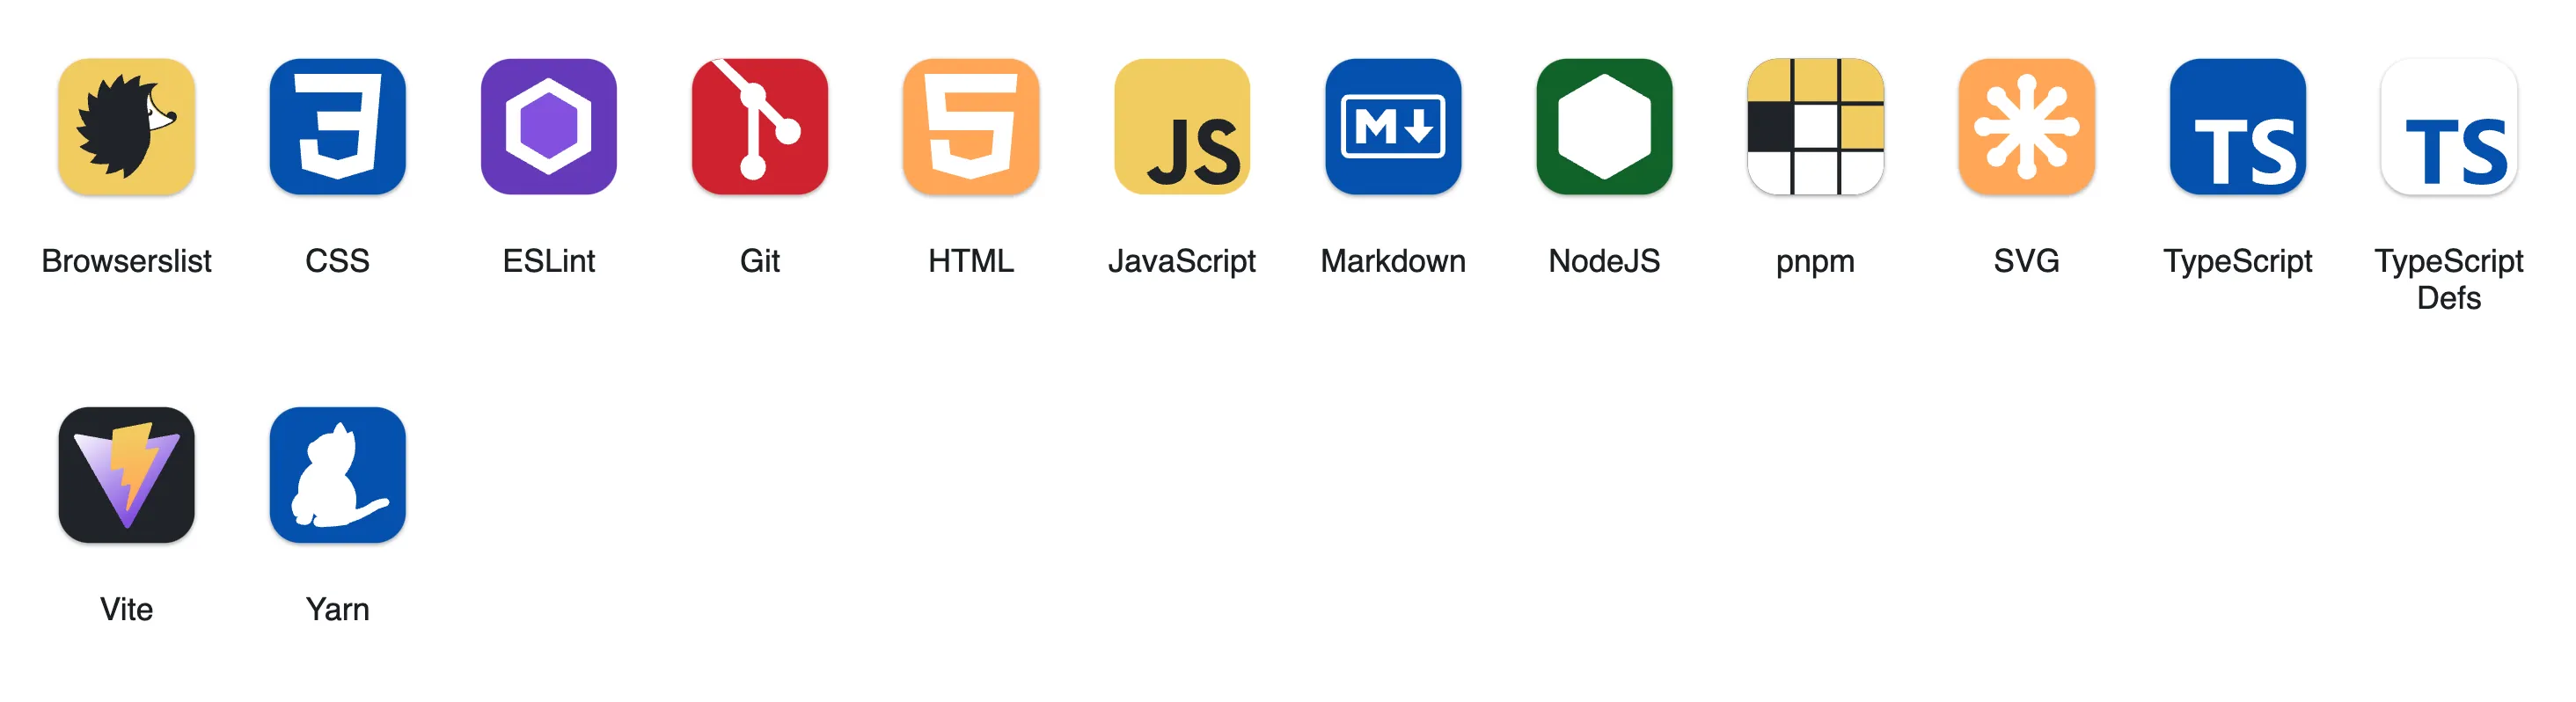 JS
M
TS
TS
Browserslist
CSS
ESLint
Git
HTML
JavaScript
Markdown
NodeJS
pnpm
SVG
TypeScript
TypeScript
Defs
Vite
Yarn